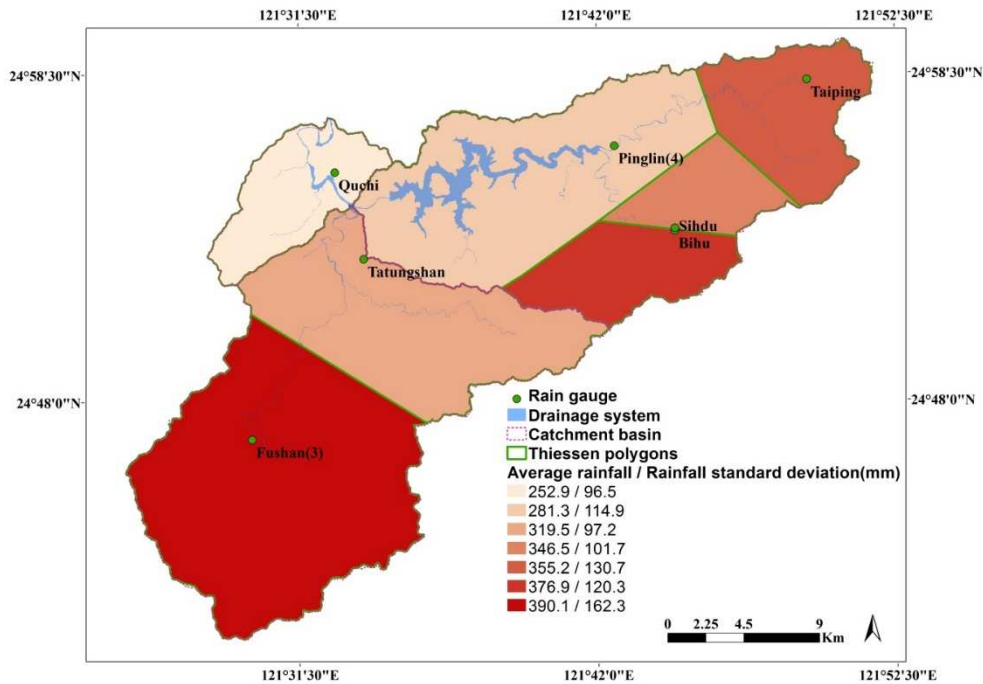 121°31'30"E 121°42'0"E 121°52'30"E
24°58'30"N 24°58'30"N
Taiping
Pinglin(4)
Quchi
Sihdu
Bihu
Tatungshan
24°48'0"N 24°48'0"N
Fushan(3)
Rain gauge
Drainage system
Catchment basin
Thiessen polygons
Average rainfall / Rainfall standard deviation(mm)
252.9 / 96.5
281.3 / 114.9
319.5 / 97.2
346.5 / 101.7
355.2 / 130.7
376.9 / 120.3
390.1 / 162.3
0 2.25 4.5 9
Km
121°31'30"E 121°42'0"E 121°52'30"E